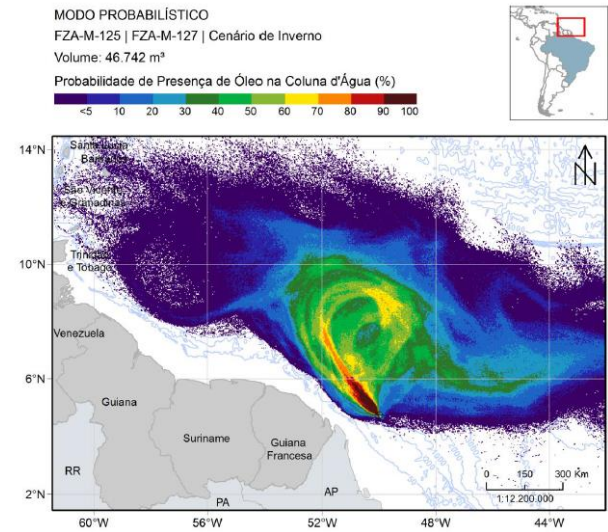 MODO PROBABILÍSTICO
FZA-M-125 | FZA-M-127 | Cenário de Inverno
Volume: 46.742 m³
Probabilidade de Presença de Óleo na Coluna d'Água (%)
<5 10 20 30 40 50 60 70 80 90 100
14°N
Santa Lúcia
Barbados
São Vicente
e Granadinas
N
Trinidad
e Tobago
10°N
Venezuela
6°N
Guiana
Suriname
Guiana
Francesa
RR
PA
AP
0 150 300 Km
1:12.200.000
2°N
60°W 56°W 52°W 48°W 44°W